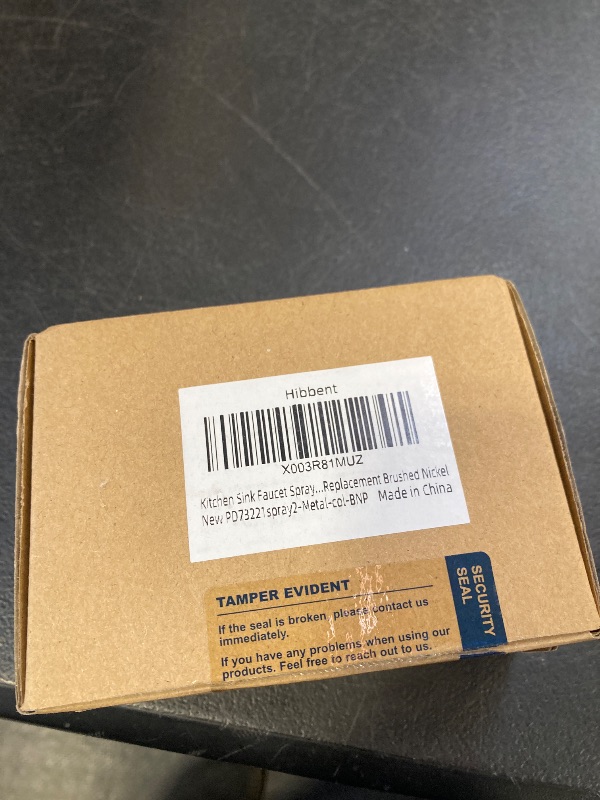 Hibbent
X003R81MUZ
Kitchen Sink Faucet Spray...Replacement Brushed Nickel
New PD73221spray2-Metal-col-BNP Made in China
TAMPER EVIDENT
If the seal is broken, please contact us
immediately.
If you have any problems when using our
products. Feel free to reach out to us.
SECURITY
SEAL